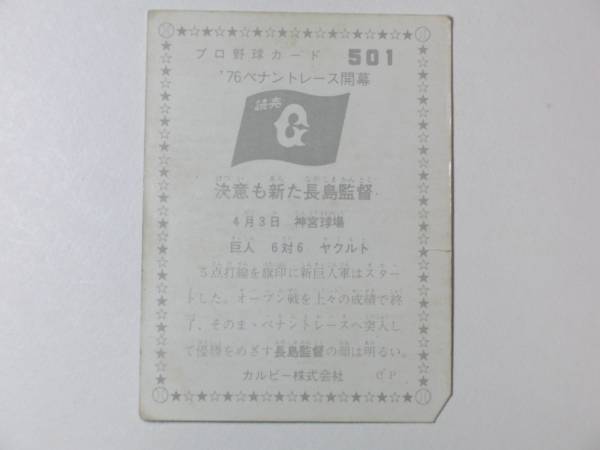 プロ野球カード 501
'76ペナントレース開幕
読売
G
決意も新た長島監督
4月3日 神宮球場
巨人 6対6 ヤクルト
5点打線を旗印に新巨人軍はスター
トした。オープン戦を上々の成績で終
了、そのまゝペナントレースへ突入し
て優勝をめざす長島監督の顔は明るい。
カルビー株式会社 G P